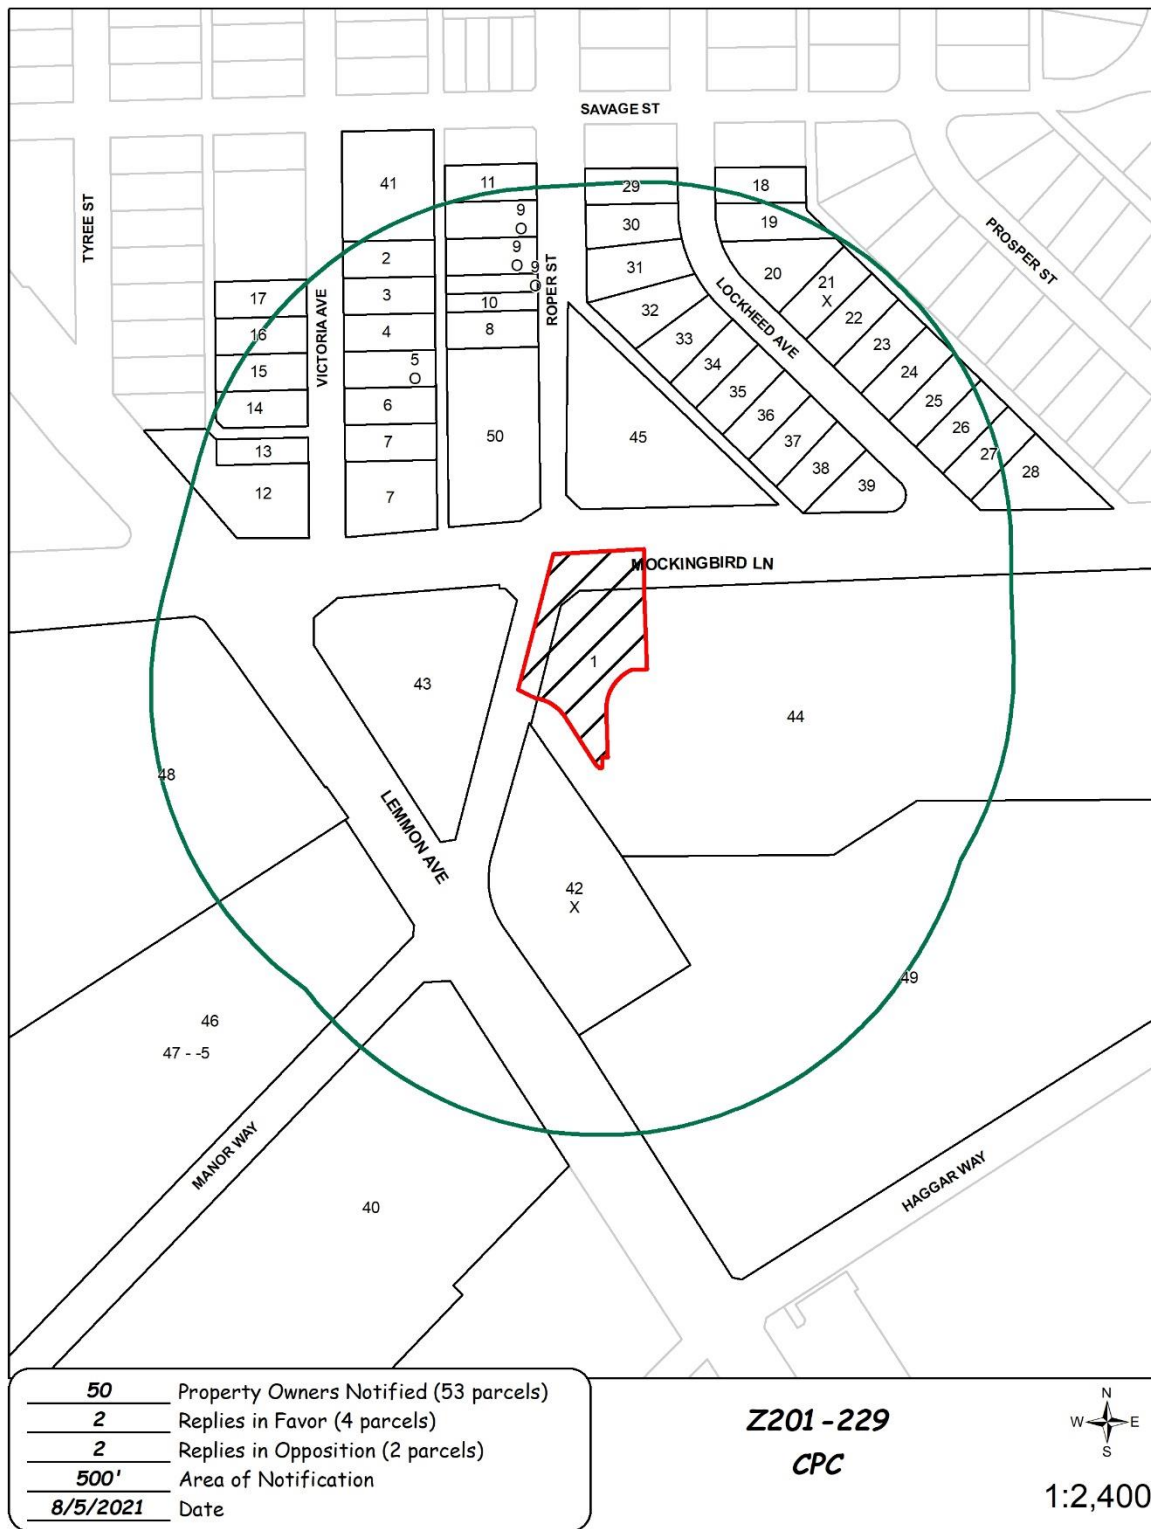 SAVAGE ST
TYREE ST
VICTORIA AVE
ROPER ST
LOCKHEED AVE
PROSPER ST
41
11
29
18
9
O
30
19
9
O
2
31
20
21
X
9
O
17
3
10
32
22
16
4
8
33
23
15
5
O
34
24
14
6
35
25
13
7
50
45
36
26
12
7
37
27
38
28
39
MOCKINGBIRD LN
1
43
44
48
LEMMON AVE
42
X
49
46
47 - -5
MANOR WAY
HAGGAR WAY
40
50 Property Owners Notified (53 parcels)
2 Replies in Favor (4 parcels)
2 Replies in Opposition (2 parcels)
500' Area of Notification
8/5/2021 Date
Z201-229
CPC
N
W E
S
1:2,400